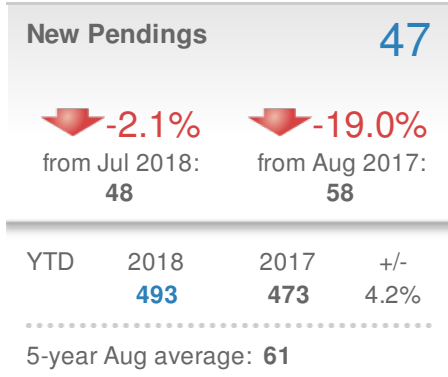 New Pendings 47
-2.1% -19.0%
from Jul 2018: from Aug 2017:
48 58
YTD 2018 2017 +/-
493 473 4.2%
5-year Aug average: 61